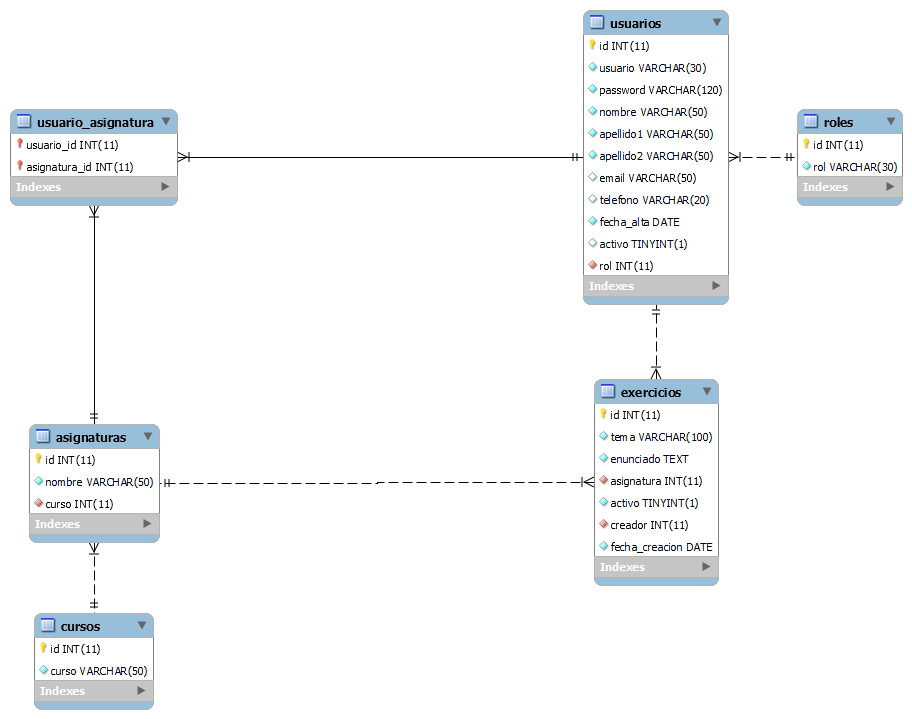 usuarios
id INT(11)
usuario VARCHAR(30)
password VARCHAR(120)
nombre VARCHAR(50)
apellido1 VARCHAR(50)
apellido2 VARCHAR(50)
email VARCHAR(50)
telefono VARCHAR(20)
fecha_alta DATE
activo TINYINT(1)
rol INT(11)
Indexes
usuario_asignatura
usuario_id INT(11)
asignatura_id INT(11)
Indexes
roles
id INT(11)
rol VARCHAR(30)
Indexes
exercicios
id INT(11)
tema VARCHAR(100)
enunciado TEXT
asignatura INT(11)
activo TINYINT(1)
creador INT(11)
fecha_creacion DATE
Indexes
asignaturas
id INT(11)
nombre VARCHAR(50)
curso INT(11)
Indexes
cursos
id INT(11)
curso VARCHAR(50)
Indexes